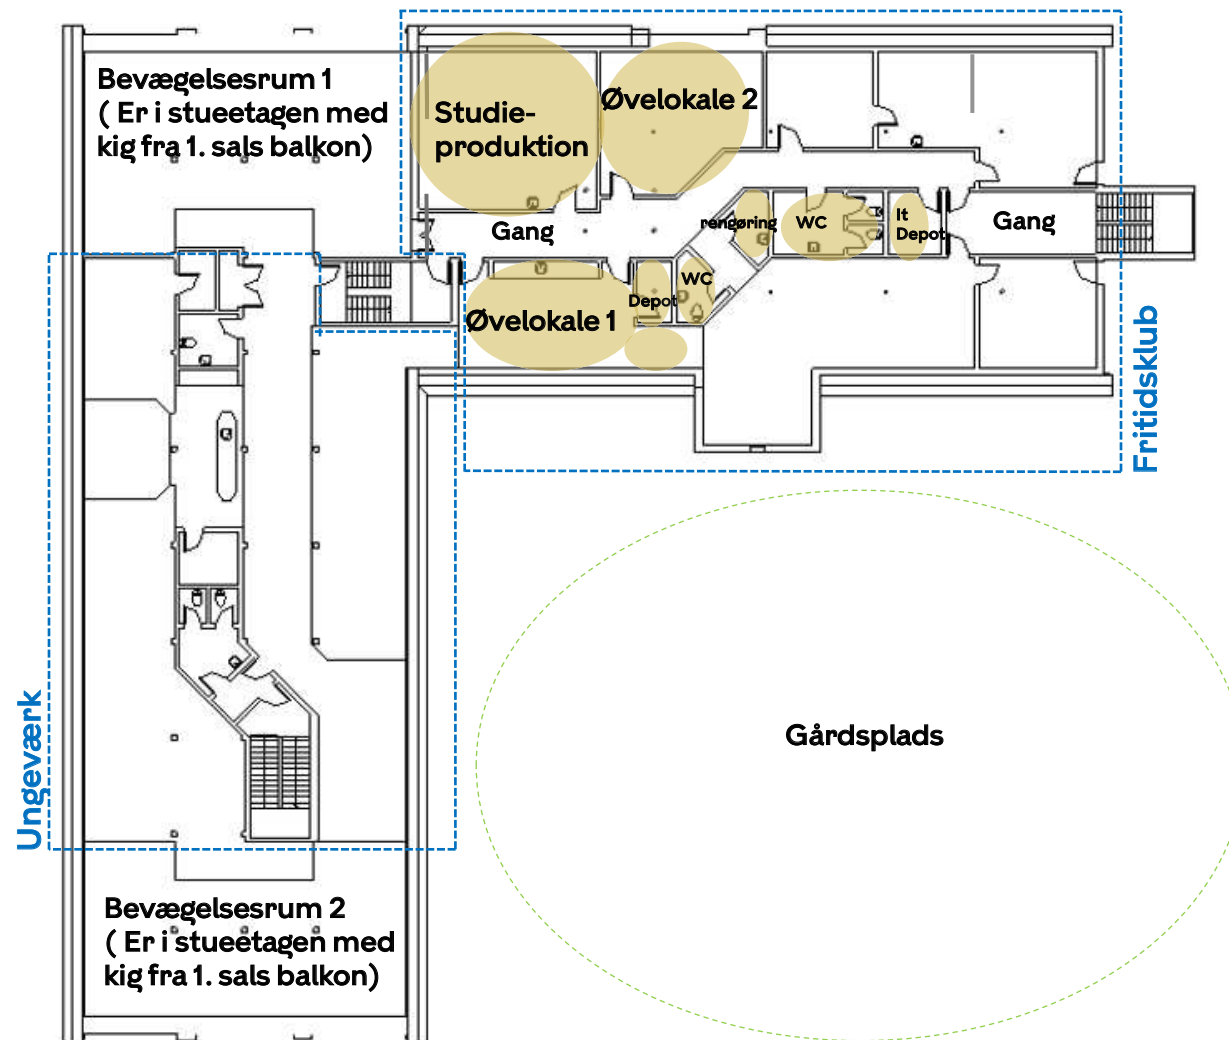 Bevægelsesrum 1
( Er i stueetagen med
kig fra 1. sals balkon)
Studie-
produktion
Øvelokale 2
Gang
rengøring
WC
It
Depot
Gang
WC
Depot
Øvelokale 1
Fritidsklub
Ungeværk
Gårdsplads
Bevægelsesrum 2
( Er i stueetagen med
kig fra 1. sals balkon)